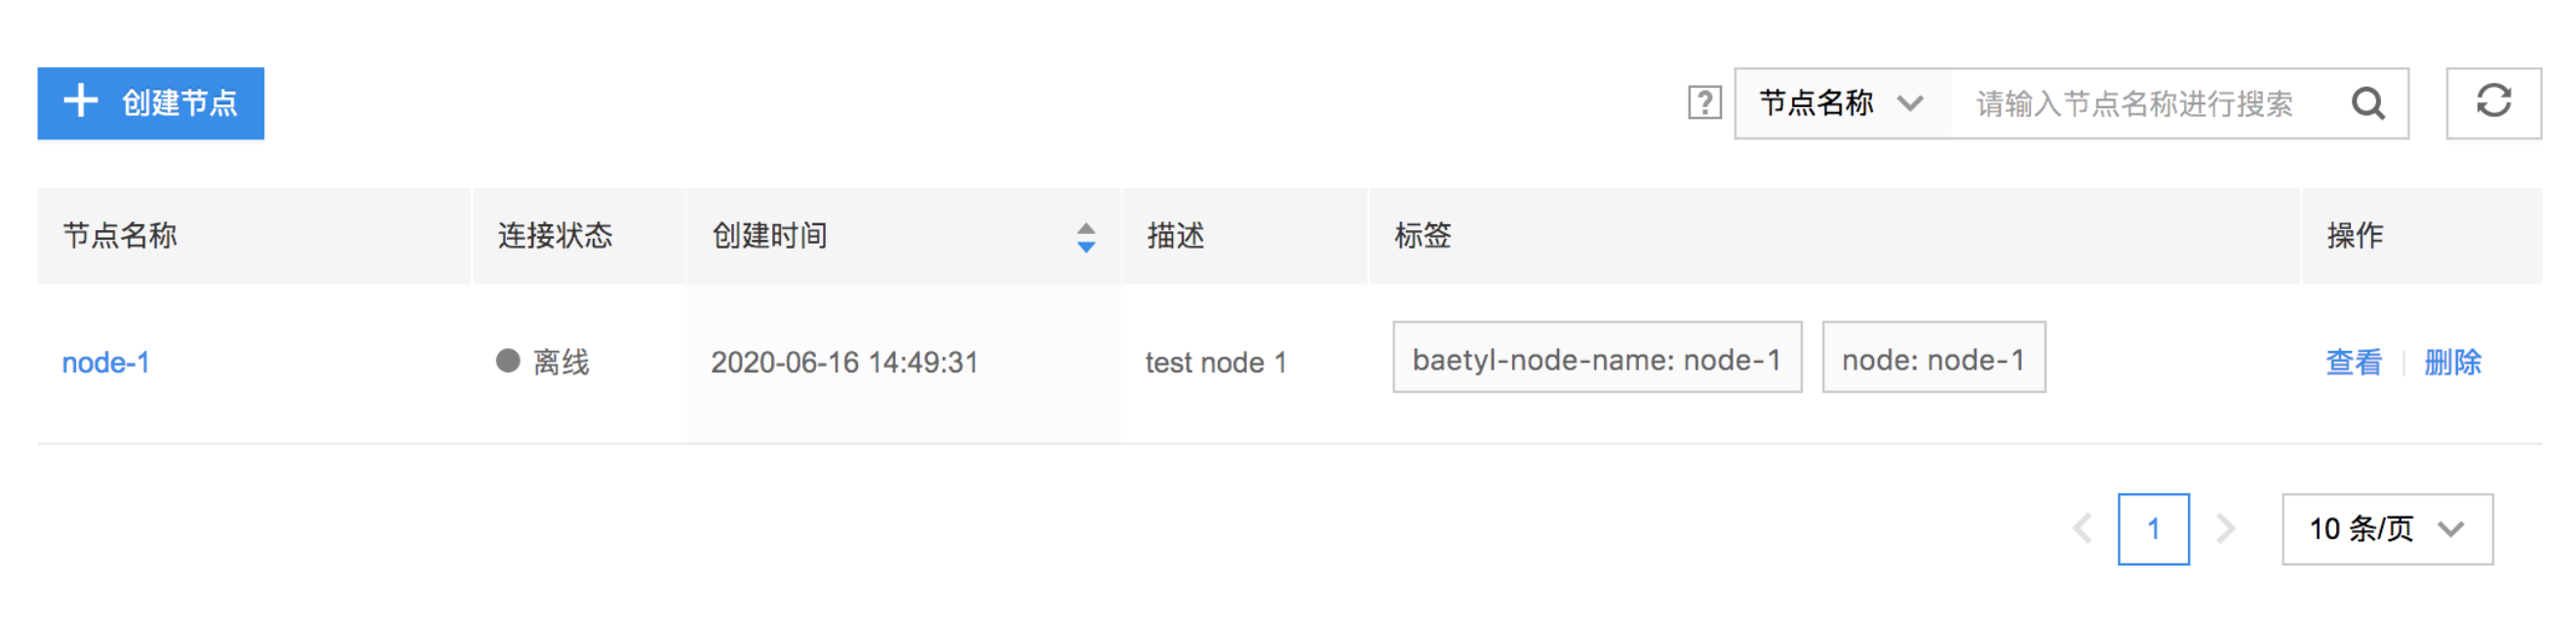 创建节点
? 节点名称 请输入节点名称进行搜索
节点名称 连接状态 创建时间 描述 标签 操作
node-1 离线 2020-06-16 14:49:31 test node 1 baetyl-node-name: node-1 node: node-1 查看 删除
1 10 条/页